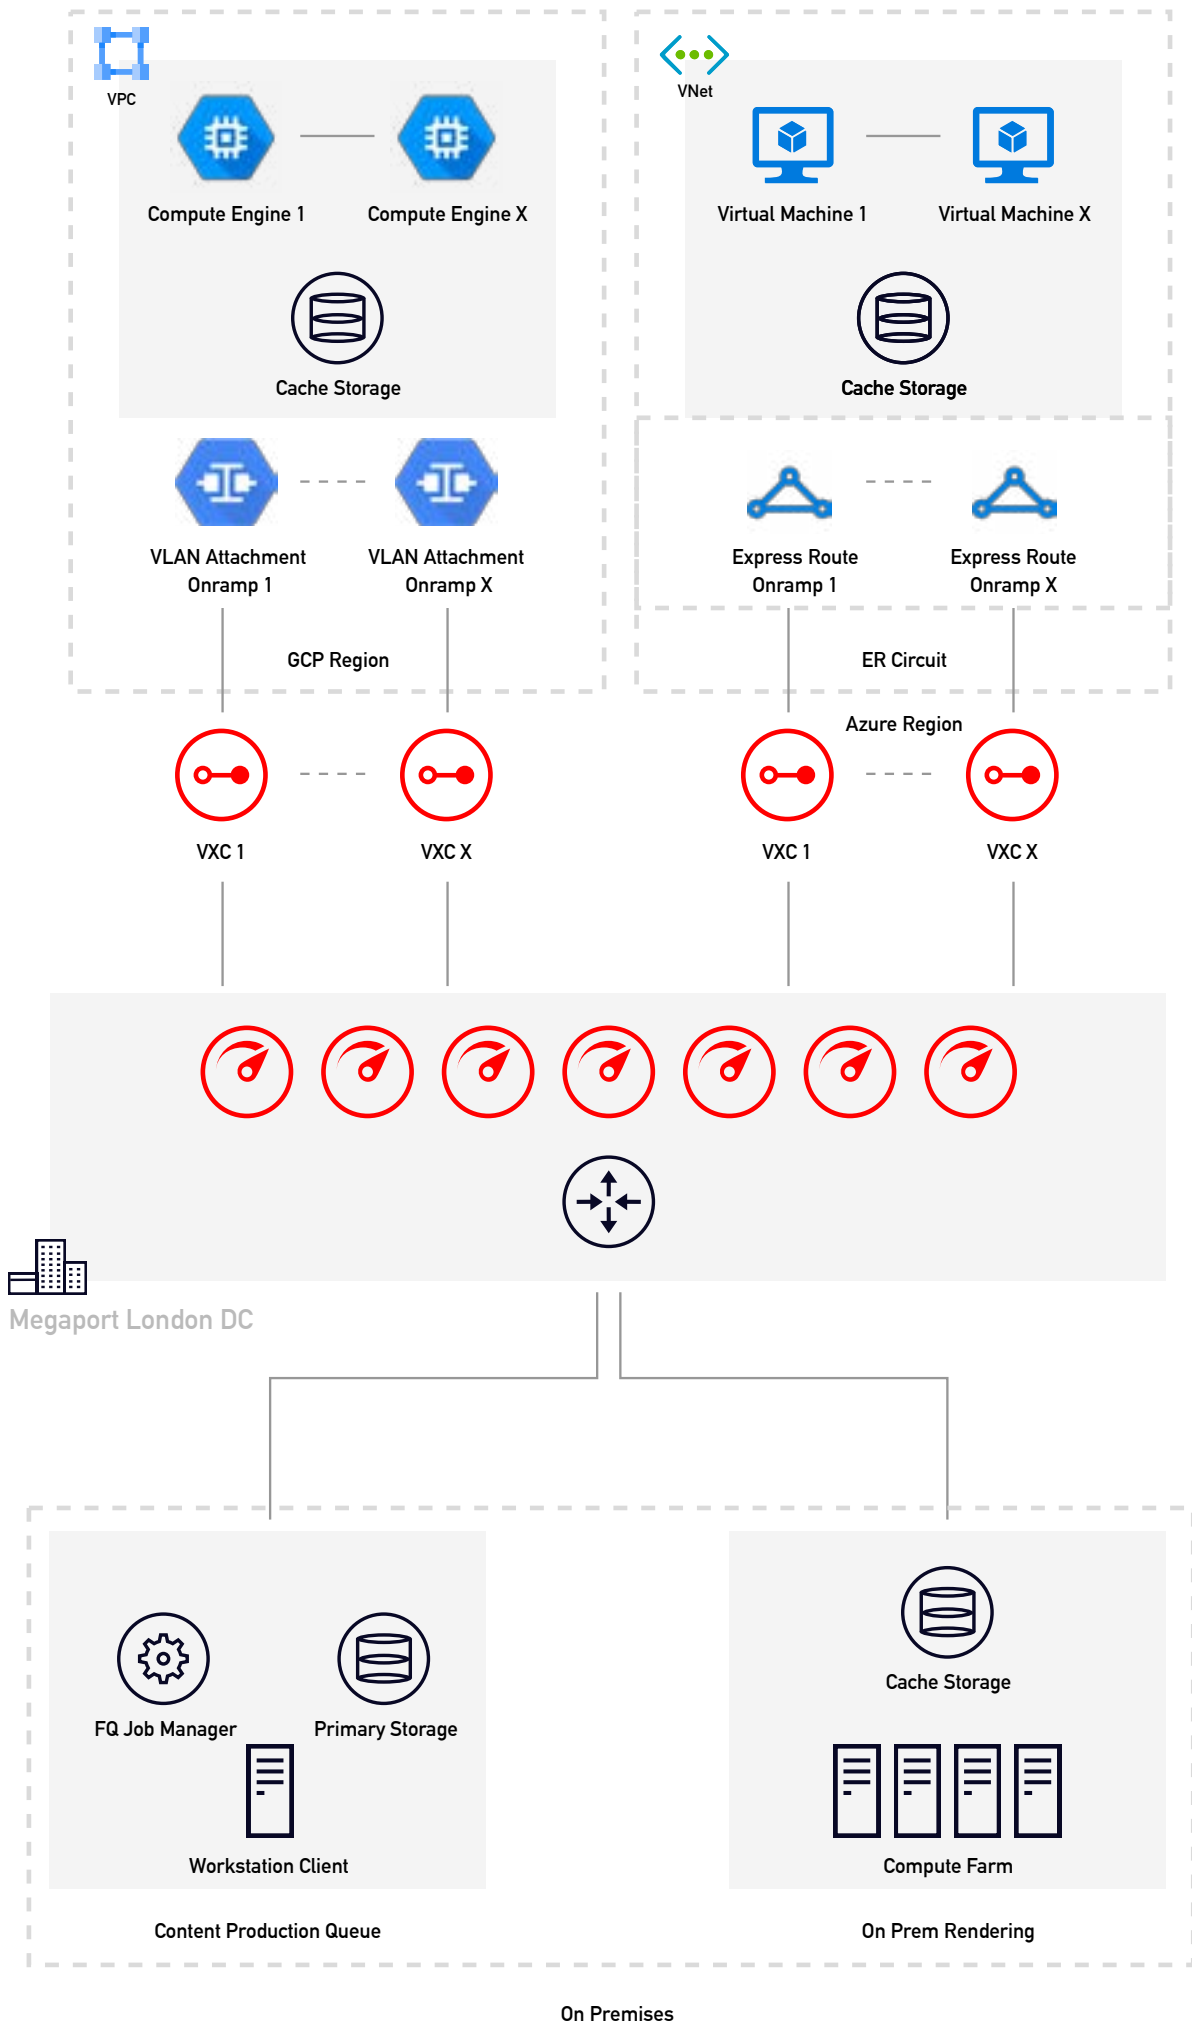 VPC
VNet
Compute Engine 1
Compute Engine X
Virtual Machine 1
Virtual Machine X
Cache Storage
Cache Storage
VLAN Attachment
Onramp 1
VLAN Attachment
Onramp X
Express Route
Onramp 1
Express Route
Onramp X
GCP Region
ER Circuit
Azure Region
VXC 1
VXC X
VXC 1
VXC X
Megaport London DC
Cache Storage
FQ Job Manager
Primary Storage
Workstation Client
Compute Farm
Content Production Queue
On Prem Rendering
On Premises